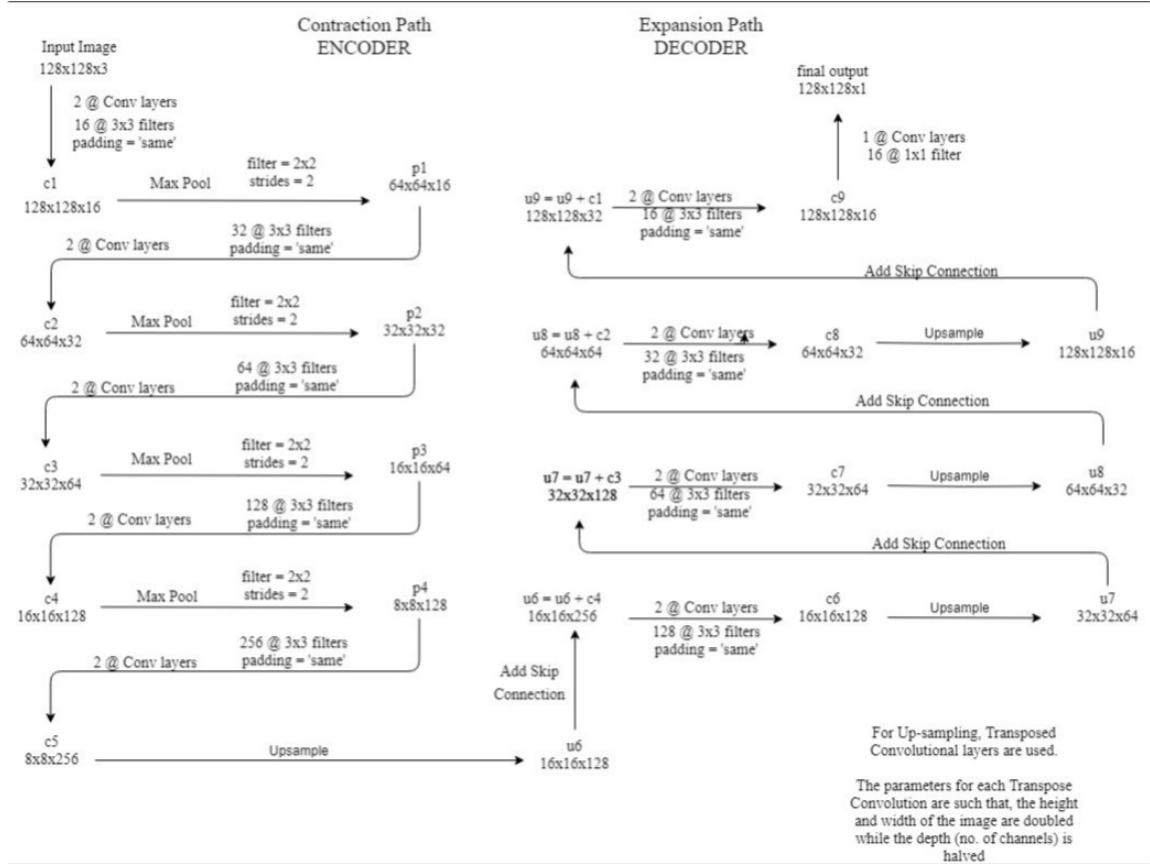 Contraction Path
ENCODER
Input Image
128x128x3
2 @ Conv layers
16 @ 3x3 filters
padding = 'same'
c1
128x128x16
Max Pool
filter = 2x2
strides = 2
p1
64x64x16
2 @ Conv layers
32 @ 3x3 filters
padding = 'same'
c2
64x64x32
Max Pool
filter = 2x2
strides = 2
p2
32x32x32
2 @ Conv layers
64 @ 3x3 filters
padding = 'same'
c3
32x32x64
Max Pool
filter = 2x2
strides = 2
p3
16x16x64
2 @ Conv layers
128 @ 3x3 filters
padding = 'same'
c4
16x16x128
Max Pool
filter = 2x2
strides = 2
p4
8x8x128
2 @ Conv layers
256 @ 3x3 filters
padding = 'same'
c5
8x8x256
Upsample
u6
16x16x128
Add Skip
Connection
Expansion Path
DECODER
u6 = u6 + c4
16x16x256
2 @ Conv layers
128 @ 3x3 filters
padding = 'same'
c6
16x16x128
Upsample
u7
32x32x64
Add Skip Connection
u7 = u7 + c3
32x32x128
2 @ Conv layers
64 @ 3x3 filters
padding = 'same'
c7
32x32x64
Upsample
u8
64x64x32
Add Skip Connection
u8 = u8 + c2
64x64x64
2 @ Conv layers
32 @ 3x3 filters
padding = 'same'
c8
64x64x32
Upsample
u9
128x128x16
Add Skip Connection
u9 = u9 + c1
128x128x32
2 @ Conv layers
16 @ 3x3 filters
padding = 'same'
c9
128x128x16
1 @ Conv layers
16 @ 1x1 filter
final output
128x128x1
For Up-sampling, Transposed
Convolutional layers are used.
The parameters for each Transpose
Convolution are such that, the height
and width of the image are doubled
while the depth (no. of channels) is
halved